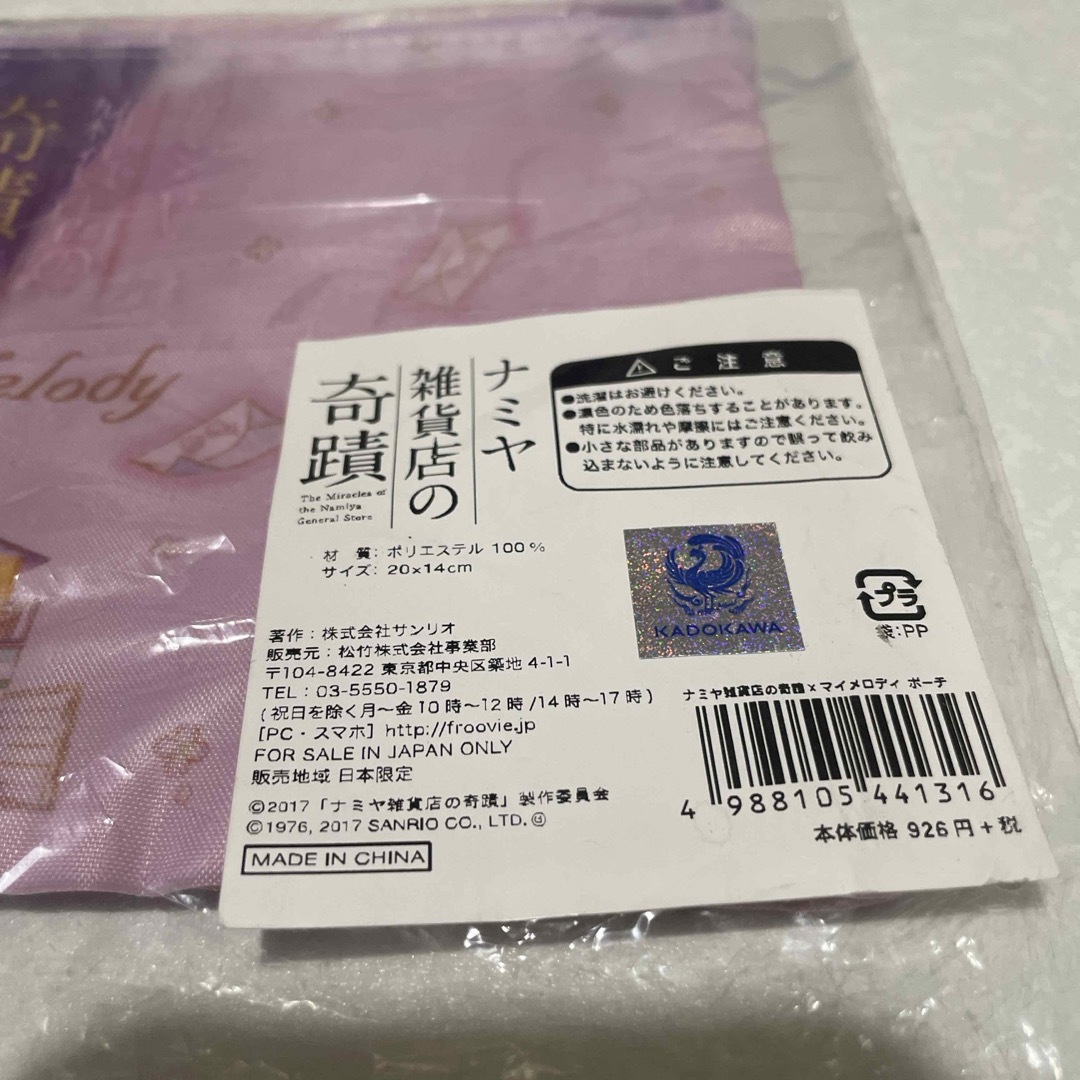 奇蹟
elody
ナミヤ
雑貨店の
奇蹟
The Miracles of
the Namiya
General Store
ご注意
●洗濯はお避けください。
●濃色のため色落ちすることがあります。
特に水濡れや摩擦にはご注意ください。
●小さな部品がありますので誤って飲み
込まないように注意してください。
材 質: ポリエステル 100%
サイズ: 20×14cm
KADOKAWA
プラ
袋:PP
著作: 株式会社サンリオ
販売元: 松竹株式会社事業部
〒104-8422 東京都中央区築地 4-1-1
TEL: 03-5550-1879
(祝日を除く月〜金 10時〜12時/14時〜17時)
[PC・スマホ] http://froovie.jp
FOR SALE IN JAPAN ONLY
販売地域 日本限定
©2017「ナミヤ雑貨店の奇蹟」製作委員会
©1976, 2017 SANRIO CO., LTD.
MADE IN CHINA
ナミヤ雑貨店の奇蹟×マイメロディ ポーチ
4 988105 441316
本体価格 926円+税